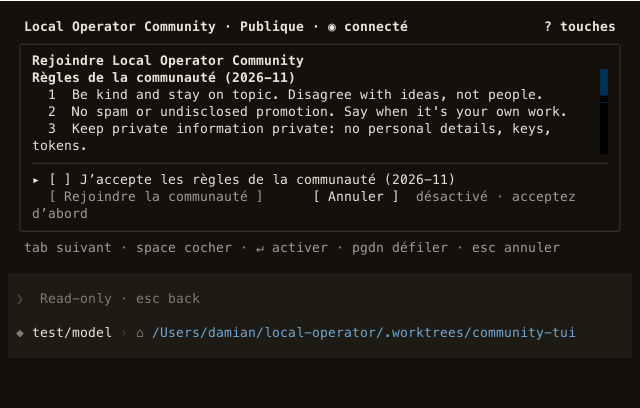 Local Operator Community · Publique · ◉ connecté ? touches
Rejoindre Local Operator Community
Règles de la communauté (2026-11)
1 Be kind and stay on topic. Disagree with ideas, not people.
2 No spam or undisclosed promotion. Say when it's your own work.
3 Keep private information private: no personal details, keys,
tokens.
▸ [ ] J’accepte les règles de la communauté (2026-11)
[ Rejoindre la communauté ] [ Annuler ] désactivé · acceptez
d’abord
tab suivant · space cocher · ↵ activer · pgdn défiler · esc annuler
❯ Read-only · esc back
◆ test/model › ⌂ /Users/damian/local-operator/.worktrees/community-tui